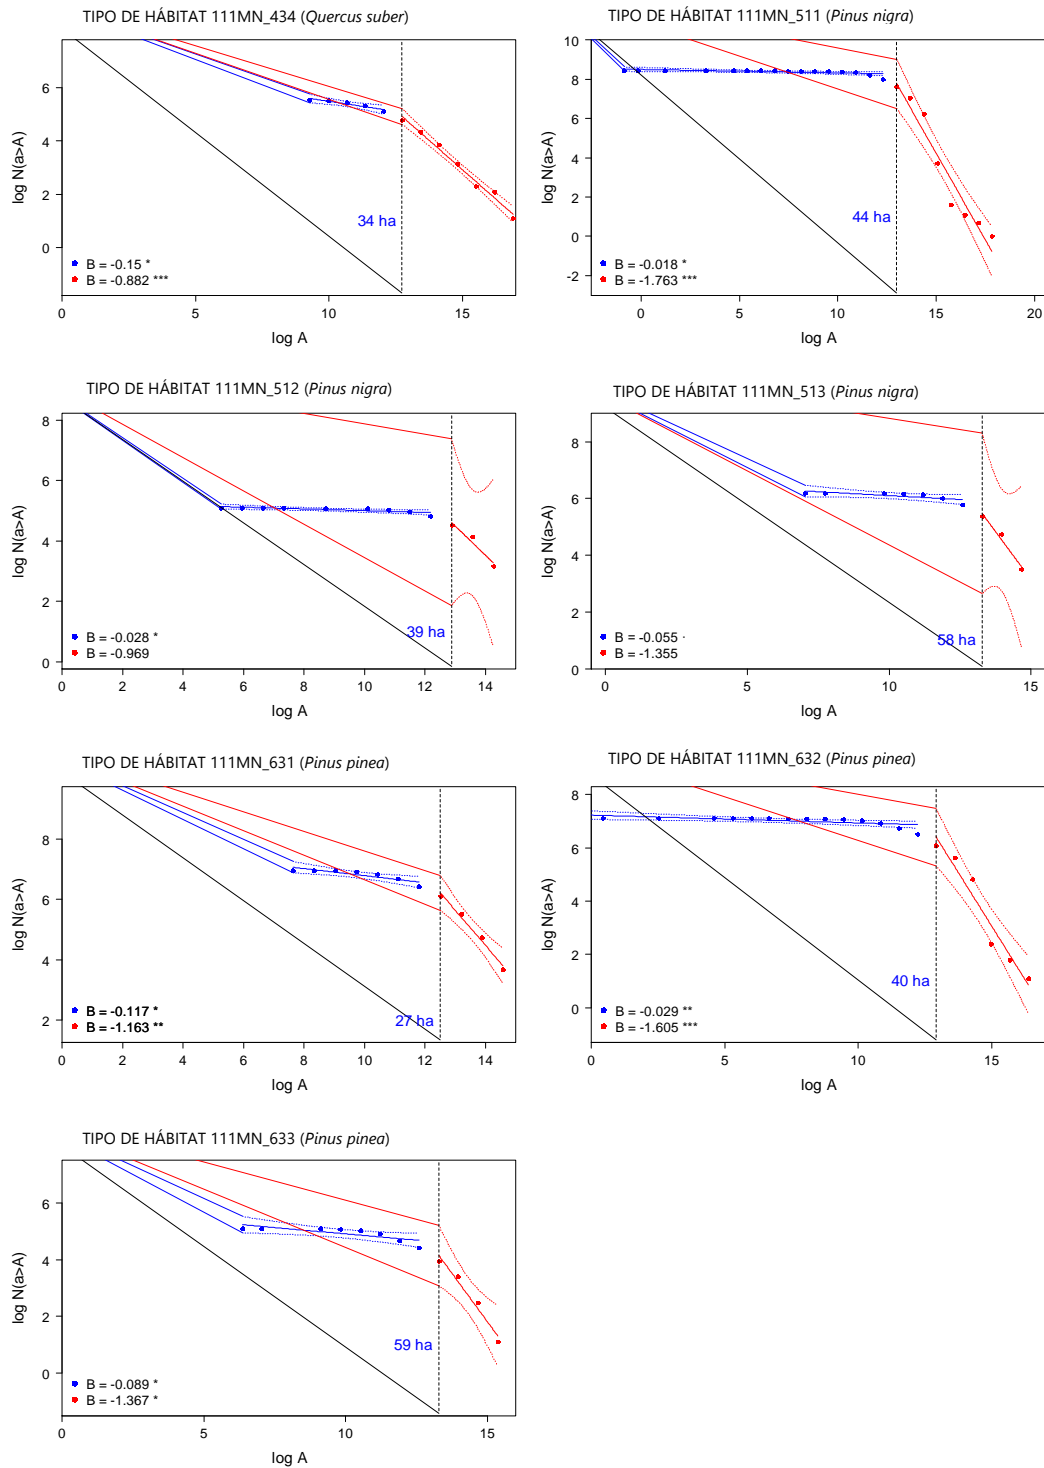 TIPO DE HÁBITAT 111MN_434 (Quercus suber)
log N(a>A)
6
4
2
0
34 ha
B = -0.15 *
B = -0.882 ***
0 5 10 15
log A
TIPO DE HÁBITAT 111MN_511 (Pinus nigra)
log N(a>A)
10
8
6
4
2
0
-2
44 ha
B = -0.018 *
B = -1.763 ***
0 5 10 15 20
log A
TIPO DE HÁBITAT 111MN_512 (Pinus nigra)
log N(a>A)
8
6
4
2
0
39 ha
B = -0.028 *
B = -0.969
0 2 4 6 8 10 12 14
log A
TIPO DE HÁBITAT 111MN_513 (Pinus nigra)
log N(a>A)
8
6
4
2
0
58 ha
B = -0.055 ·
B = -1.355
0 5 10 15
log A
TIPO DE HÁBITAT 111MN_631 (Pinus pinea)
log N(a>A)
8
6
4
2
27 ha
B = -0.117 *
B = -1.163 **
0 2 4 6 8 10 12 14
log A
TIPO DE HÁBITAT 111MN_632 (Pinus pinea)
log N(a>A)
8
6
4
2
0
40 ha
B = -0.029 **
B = -1.605 ***
0 5 10 15
log A
TIPO DE HÁBITAT 111MN_633 (Pinus pinea)
log N(a>A)
6
4
2
0
59 ha
B = -0.089 *
B = -1.367 *
0 5 10 15
log A